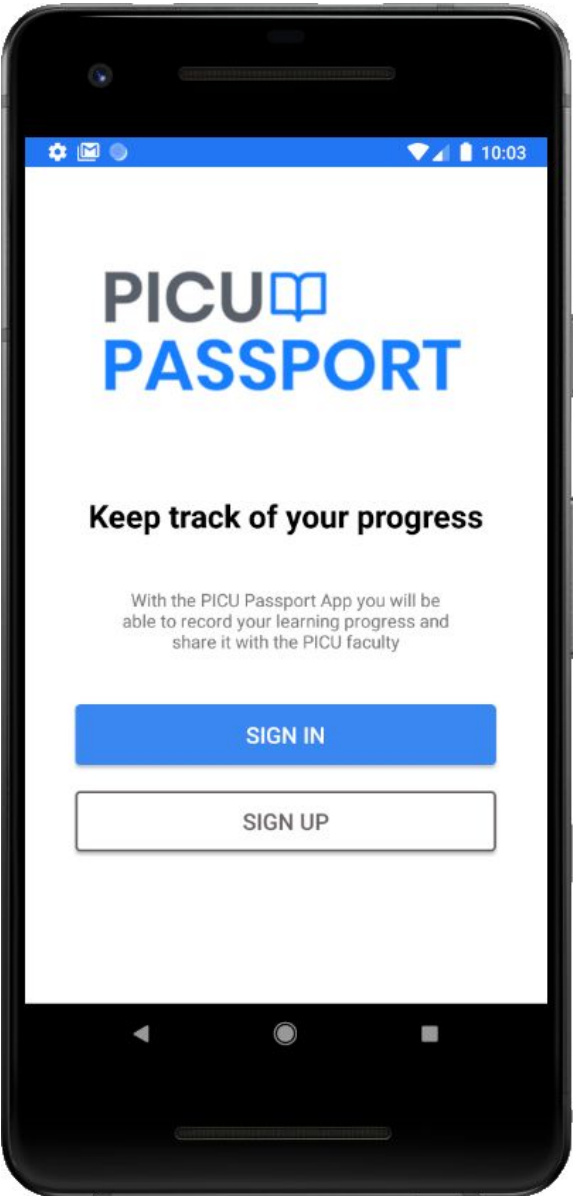 10:03
PICU
PASSPORT
Keep track of your progress
With the PICU Passport App you will be
able to record your learning progress and
share it with the PICU faculty
SIGN IN
SIGN UP